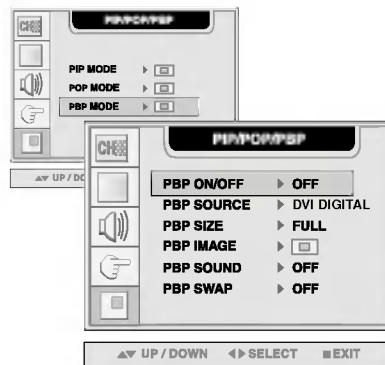 PIP/POP/PBP
PIP MODE
POP MODE
PBP MODE
▲▼ UP / DO
PIP/POP/PBP
PBP ON/OFF ▶ OFF
PBP SOURCE ▶ DVI DIGITAL
PBP SIZE ▶ FULL
PBP IMAGE ▶
PBP SOUND ▶ OFF
PBP SWAP ▶ OFF
▲▼ UP / DOWN ◀▶ SELECT ■ EXIT